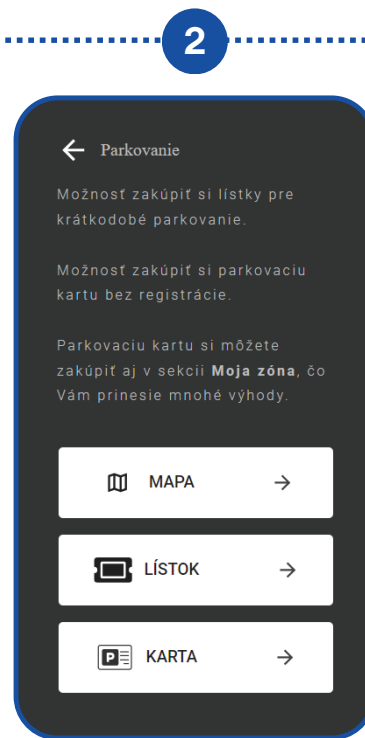 2
Parkovanie
Možnosť zakúpiť si lístky pre
krátkodobé parkovanie.
Možnosť zakúpiť si parkovaciu
kartu bez registrácie.
Parkovaciu kartu si môžete
zakúpiť aj v sekcii Moja zóna, čo
Vám prinesie mnohé výhody.
MAPA
LÍSTOK
P KARTA